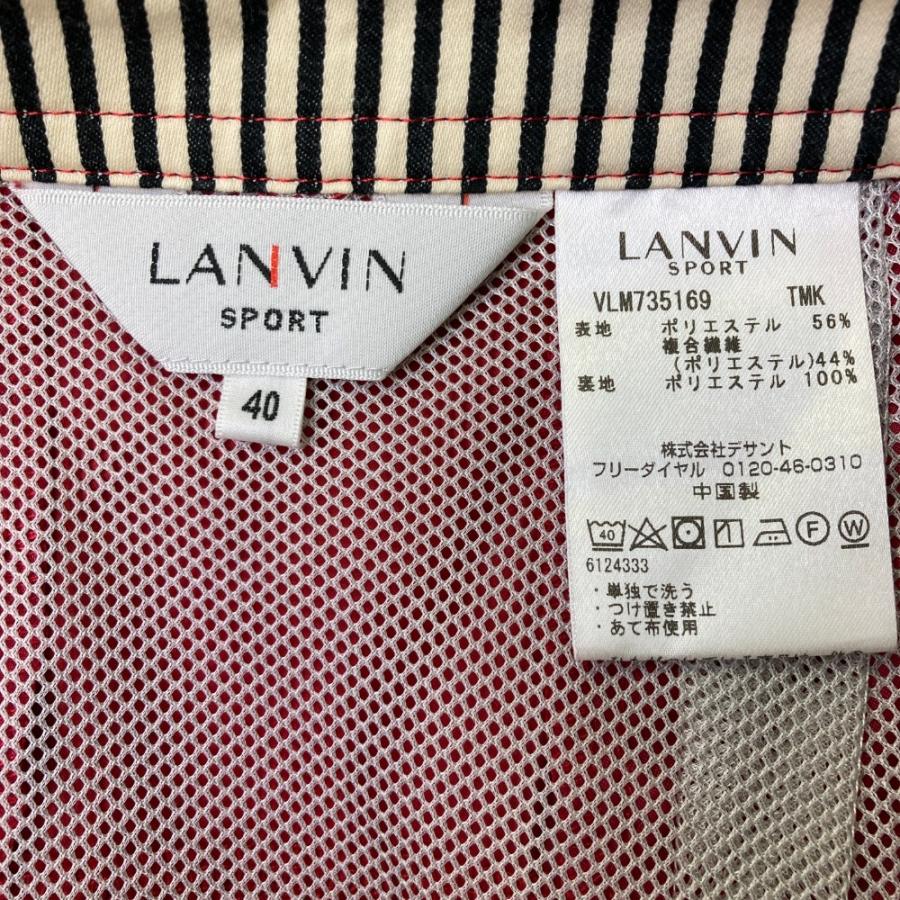 LANVIN
SPORT
40
LANVIN
SPORT
VLM735169 TMK
表地 ポリエステル 56%
複合繊維
(ポリエステル)44%
裏地 ポリエステル 100%
株式会社デサント
フリーダイヤル 0120-46-0310
中国製
40 F W
6124333
・単独で洗う
・つけ置き禁止
・あて布使用